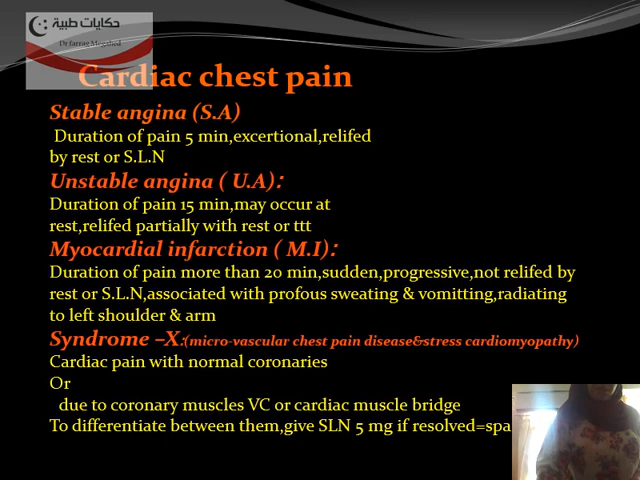 حكايات طبية
Dr farrag Megahed
Cardiac chest pain
Stable angina (S.A)
Duration of pain 5 min,excertional,relifed
by rest or S.L.N
Unstable angina ( U.A):
Duration of pain 15 min,may occur at
rest,relifed partially with rest or ttt
Myocardial infarction ( M.I):
Duration of pain more than 20 min,sudden,progressive,not relifed by
rest or S.L.N,associated with profous sweating & vomitting,radiating
to left shoulder & arm
Syndrome –X:(micro-vascular chest pain disease&stress cardiomyopathy)
Cardiac pain with normal coronaries
Or
due to coronary muscles VC or cardiac muscle bridge
To differentiate between them,give SLN 5 mg if resolved=spa